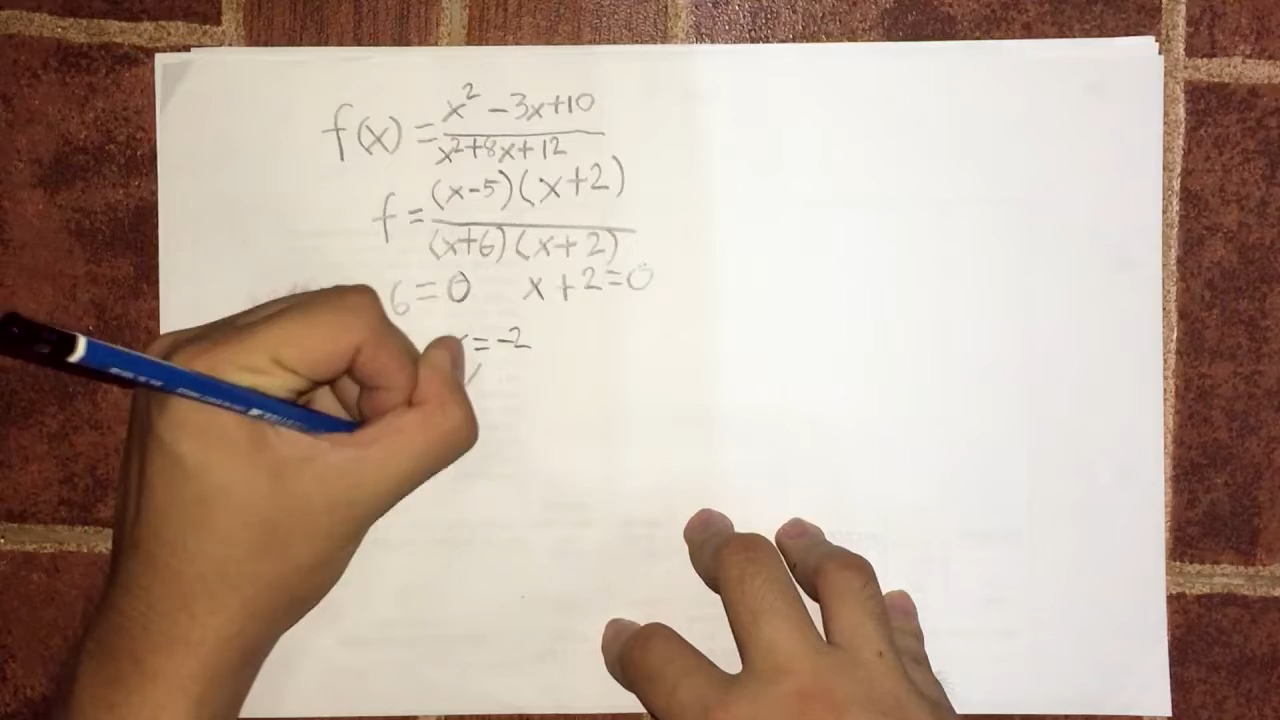 f(x) = x² - 3x+10 / x²+8x+12
f = (x-5)(x+2) / (x+6)(x+2)
6 = 0 x+2=0
= -2